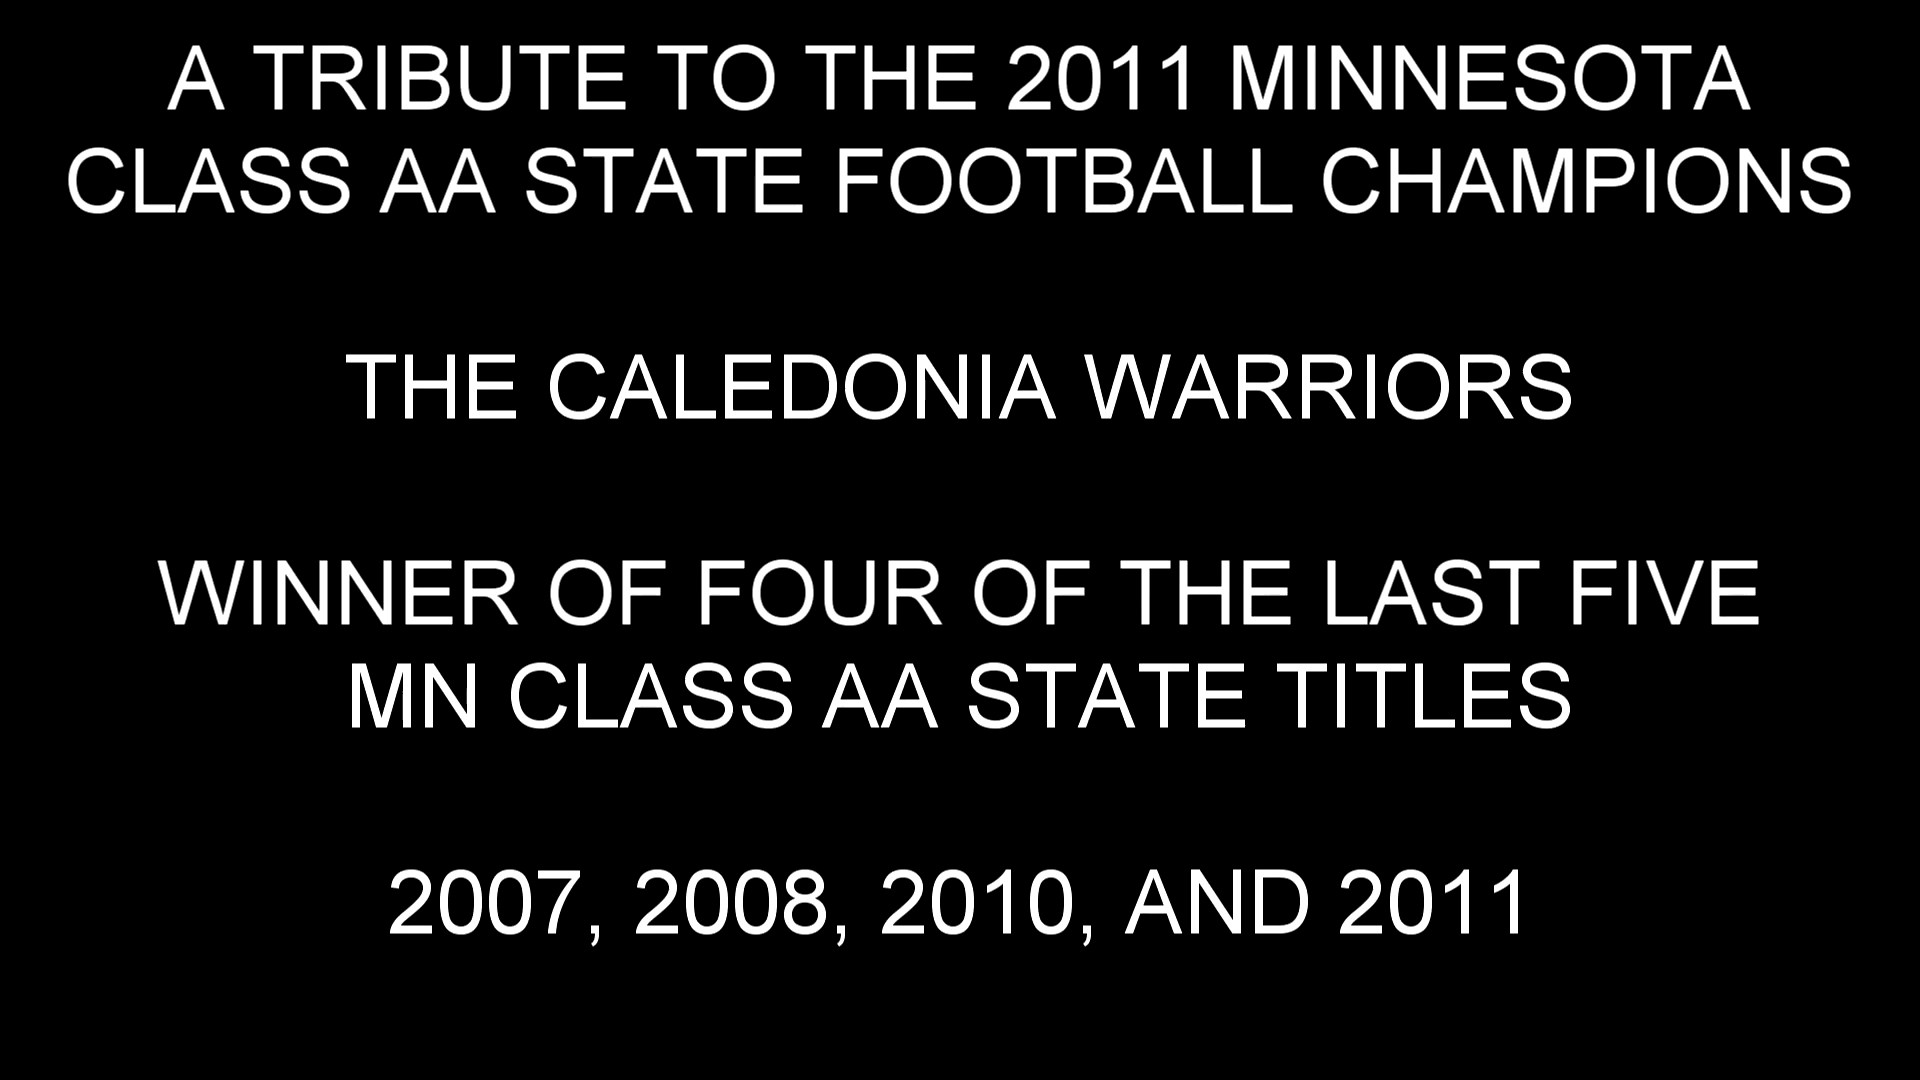 A TRIBUTE TO THE 2011 MINNESOTA
CLASS AA STATE FOOTBALL CHAMPIONS
THE CALEDONIA WARRIORS
WINNER OF FOUR OF THE LAST FIVE
MN CLASS AA STATE TITLES
2007, 2008, 2010, AND 2011